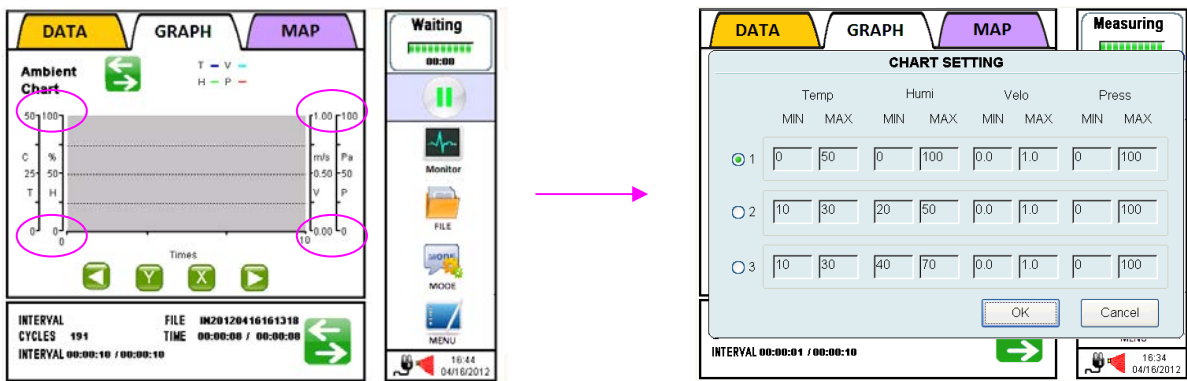 DATA GRAPH MAP
Waiting
00:00
Ambient
Chart
T V
H P
50 100 1.00 100
C % m/s Pa
25 50 0.50 50
T H V P
0 0 0.00 0
0 10
Times
Y X
Monitor
FILE
MODE
MENU
INTERVAL FILE IN20120416161318
CYCLES 191 TIME 00:00:08 / 00:00:08
INTERVAL 00:00:10 / 00:00:10
16:44
04/16/2012
DATA GRAPH MAP
Measuring
CHART SETTING
Temp Humi Velo Press
MIN MAX MIN MAX MIN MAX MIN MAX
1 0 50 0 100 0.0 1.0 0 100
2 10 30 20 50 0.0 1.0 0 100
3 10 30 40 70 0.0 1.0 0 100
OK Cancel
INTERVAL 00:00:01 / 00:00:10
16:34
04/16/2012